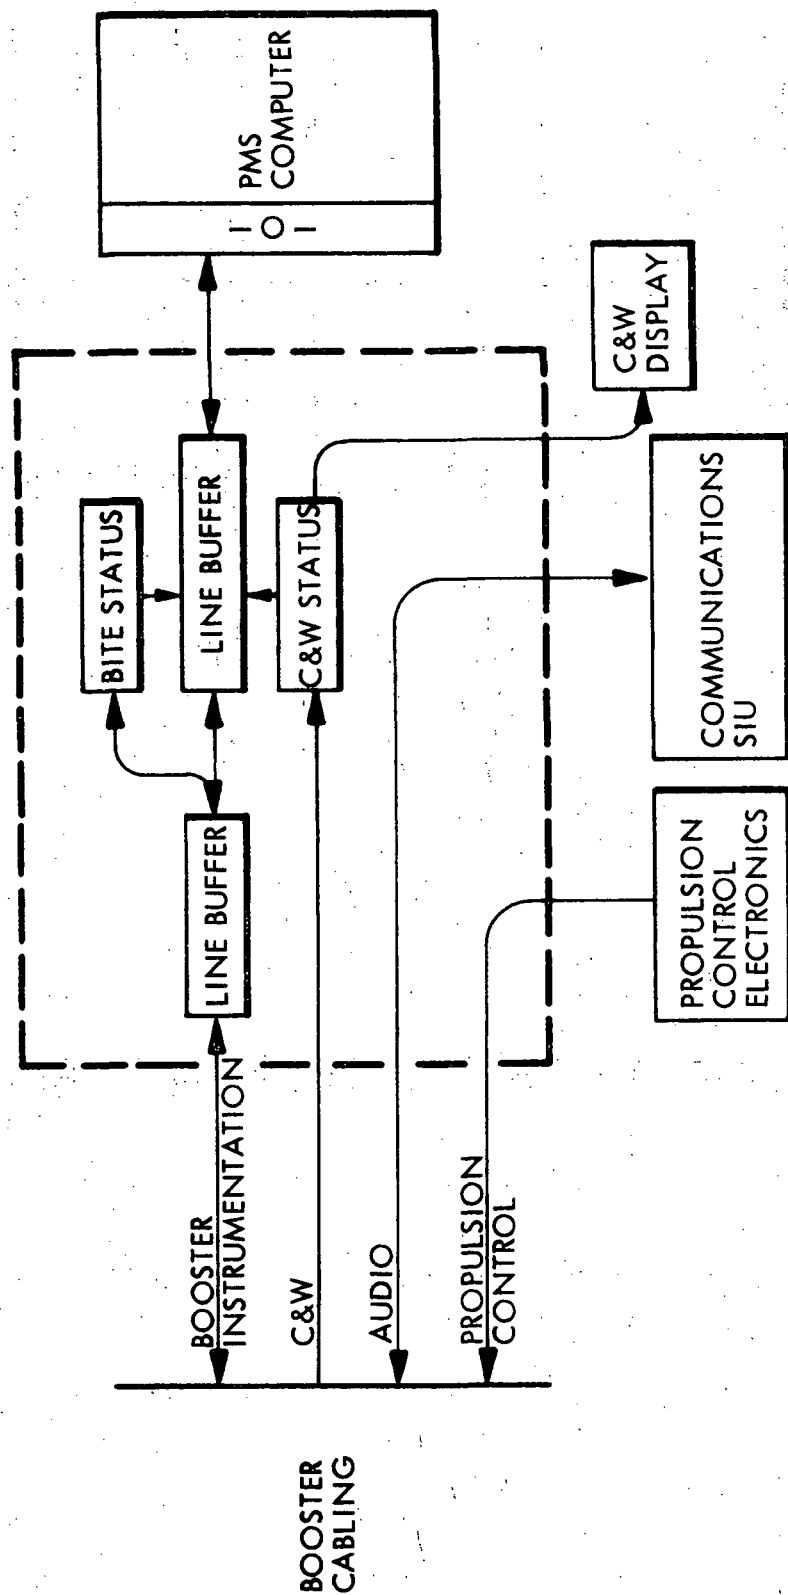 BOOSTER
CABLING
BOOSTER
INSTRUMENTATION
C&W
AUDIO
PROPULSION
CONTROL
LINE BUFFER
BITE STATUS
LINE BUFFER
C&W STATUS
PMS
COMPUTER
I O
C&W
DISPLAY
COMMUNICATIONS
SIU
PROPULSION
CONTROL
ELECTRONICS